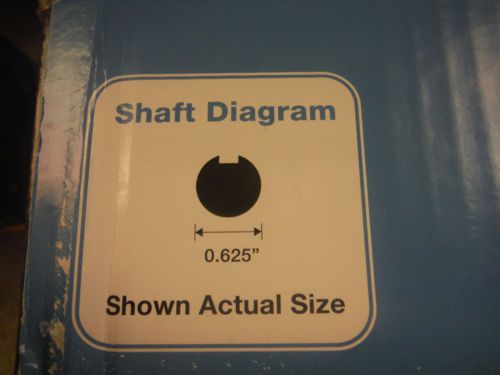 Shaft Diagram
0.625"
Shown Actual Size